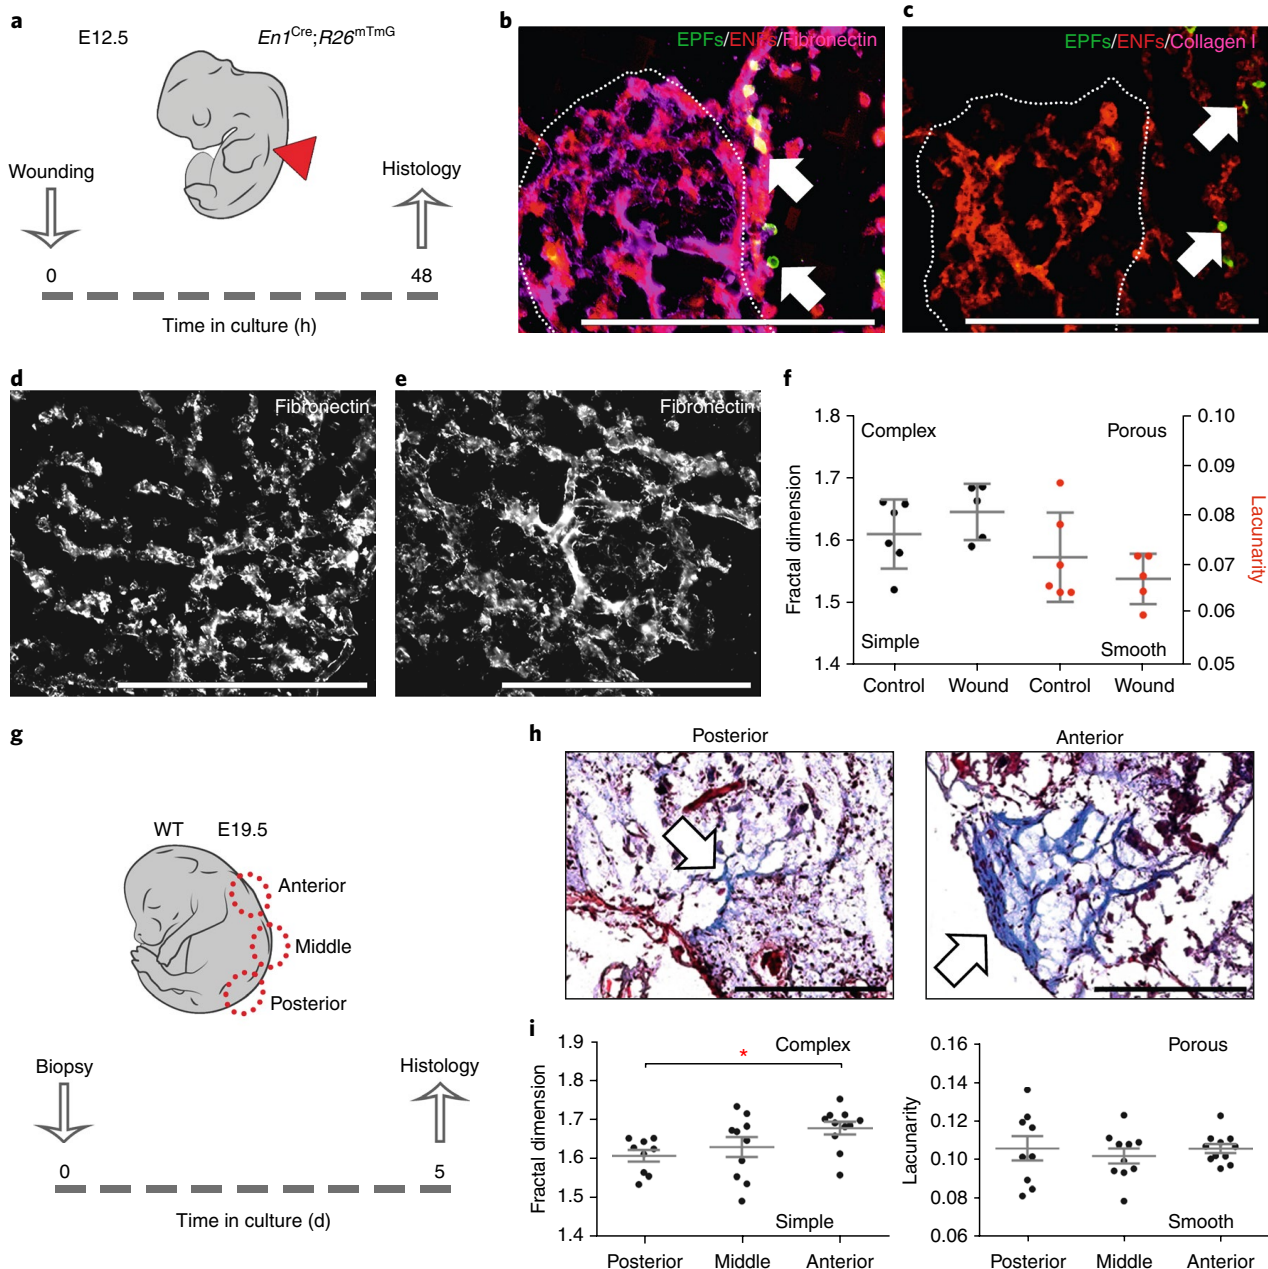 a
E12.5
En1Cre;R26mTmG
Wounding
Histology
0
48
Time in culture (h)
b
EPFs/ENFs/Fibronectin
c
EPFs/ENFs/Collagen I
d
Fibronectin
e
Fibronectin
f
1.8
1.7
1.6
1.5
1.4
Fractal dimension
Complex
Simple
Porous
Smooth
0.10
0.09
0.08
0.07
0.06
0.05
Lacunarity
Control
Wound
Control
Wound
g
WT
E19.5
Anterior
Middle
Posterior
Biopsy
Histology
0
5
Time in culture (d)
h
Posterior
Anterior
i
1.9
1.8
1.7
1.6
1.5
1.4
Fractal dimension
*
Complex
Simple
Posterior
Middle
Anterior
0.16
0.14
0.12
0.10
0.08
0.06
Lacunarity
Porous
Smooth
Posterior
Middle
Anterior